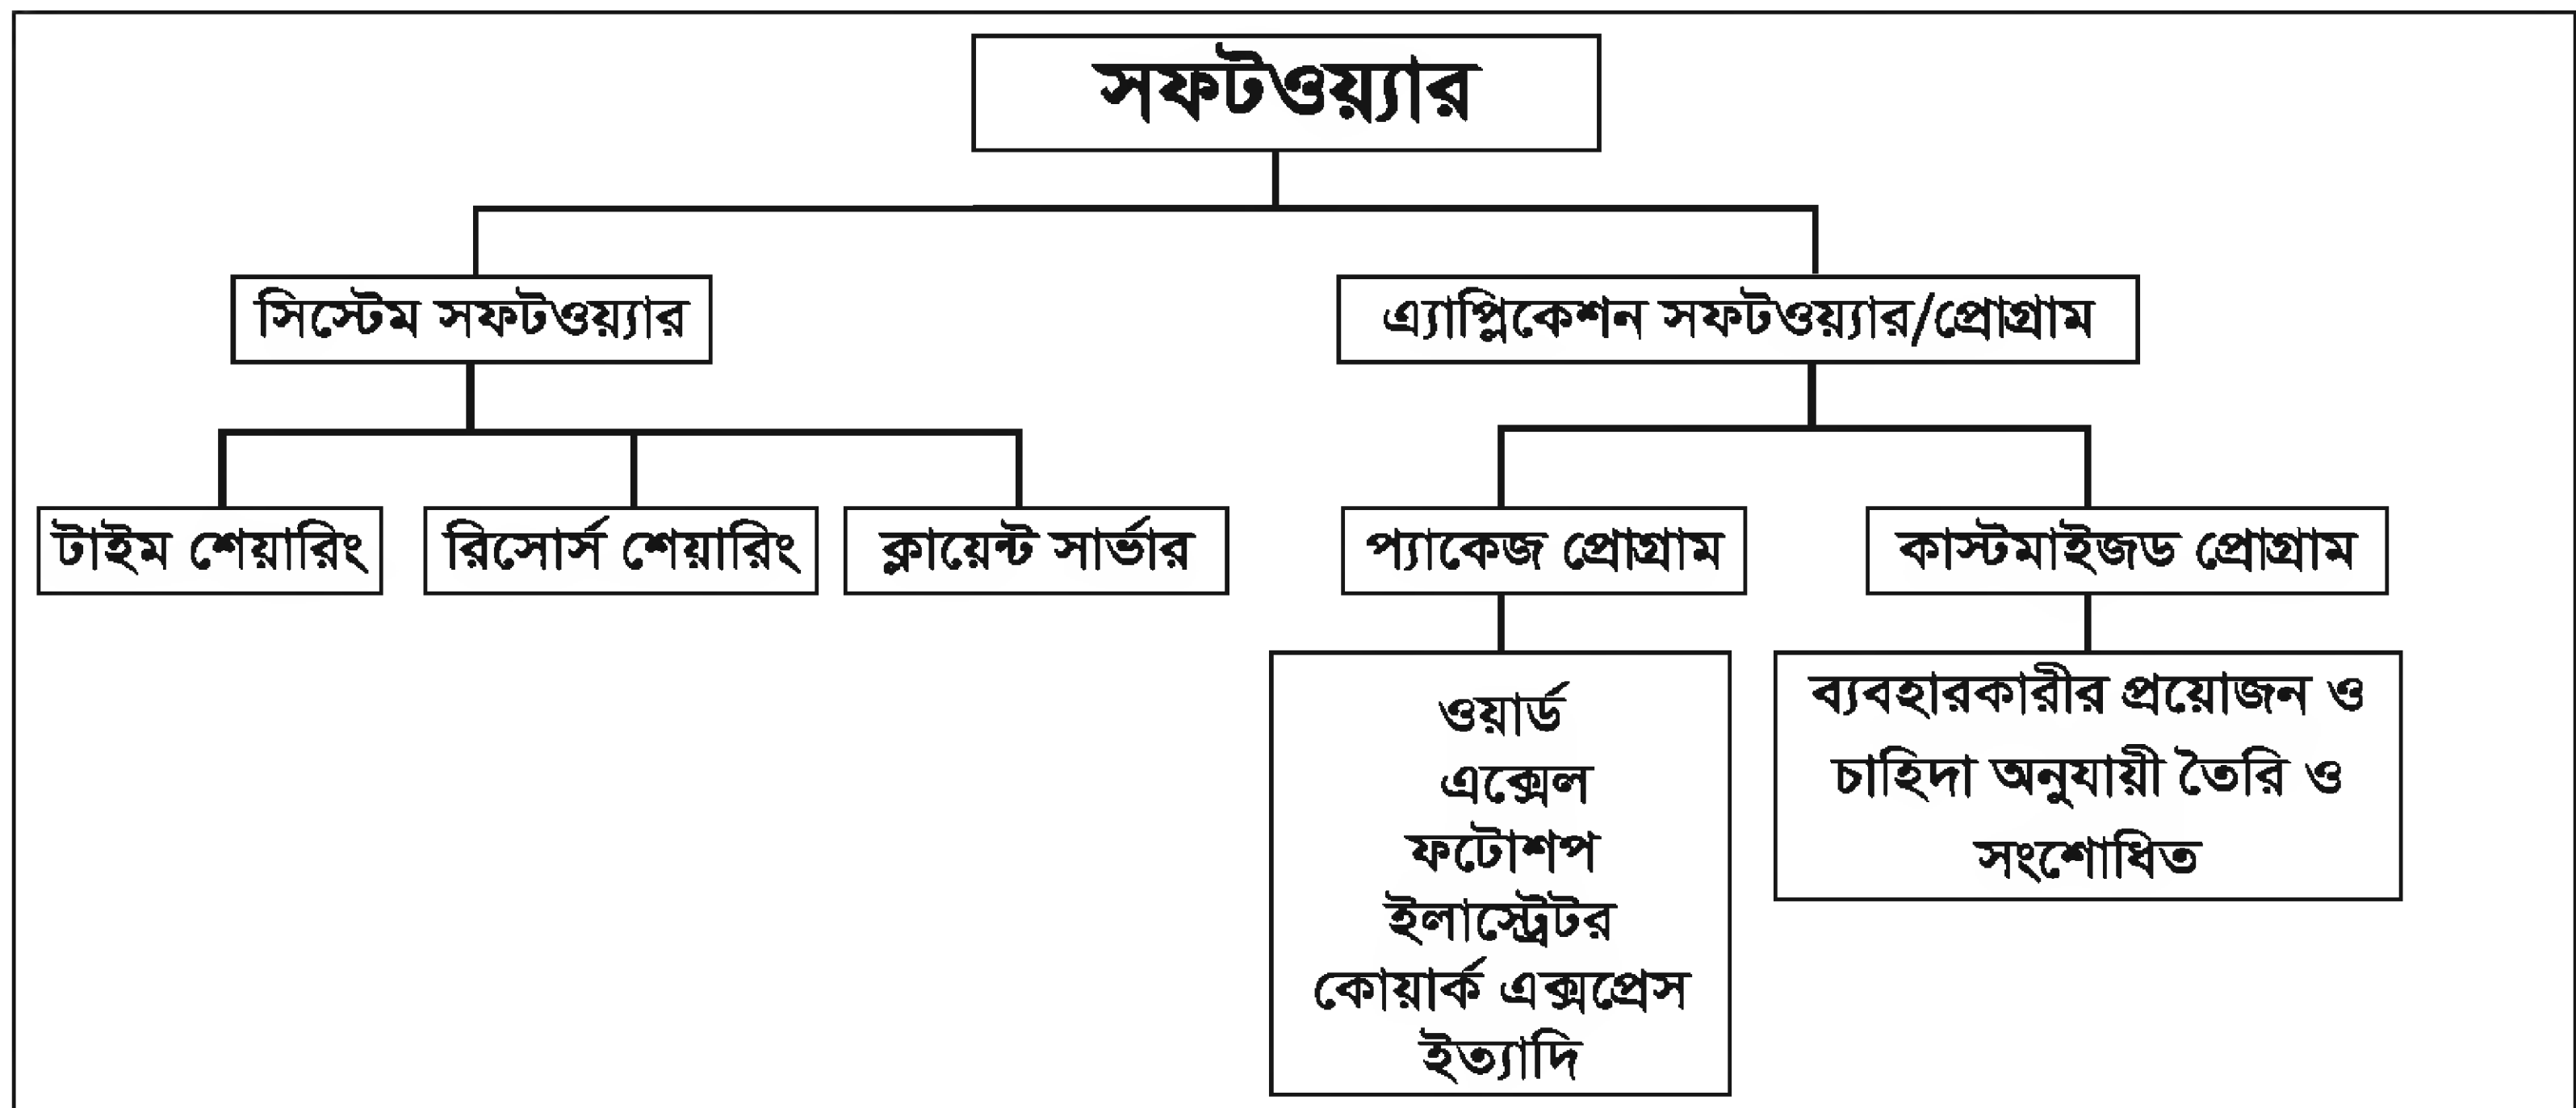 সফটওয়্যার
সিস্টেম সফটওয়্যার
এ্যাপ্লিকেশন সফটওয়্যার/প্রোগ্রাম
টাইম শেয়ারিং
রিসোর্স শেয়ারিং
ক্লায়েন্ট সার্ভার
প্যাকেজ প্রোগ্রাম
কাস্টমাইজড প্রোগ্রাম
ওয়ার্ড
এক্সেল
ফটোশপ
ইলাস্ট্রেটর
কোয়ার্ক এক্সপ্রেস
ইত্যাদি
ব্যবহারকারীর প্রয়োজন ও
চাহিদা অনুযায়ী তৈরি ও
সংশোধিত